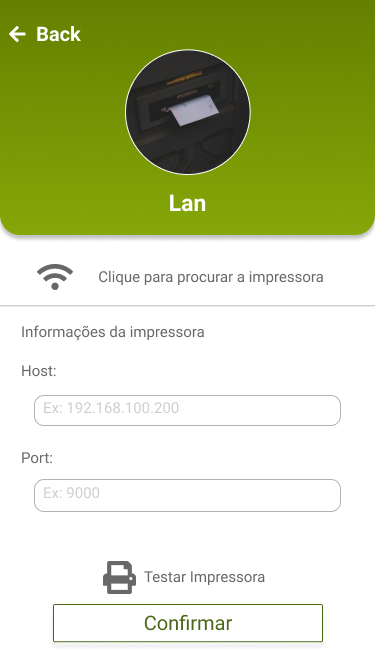 Back
Lan
Clique para procurar a impressora
Informações da impressora
Host:
Ex: 192.168.100.200
Port:
Ex: 9000
Testar Impressora
Confirmar